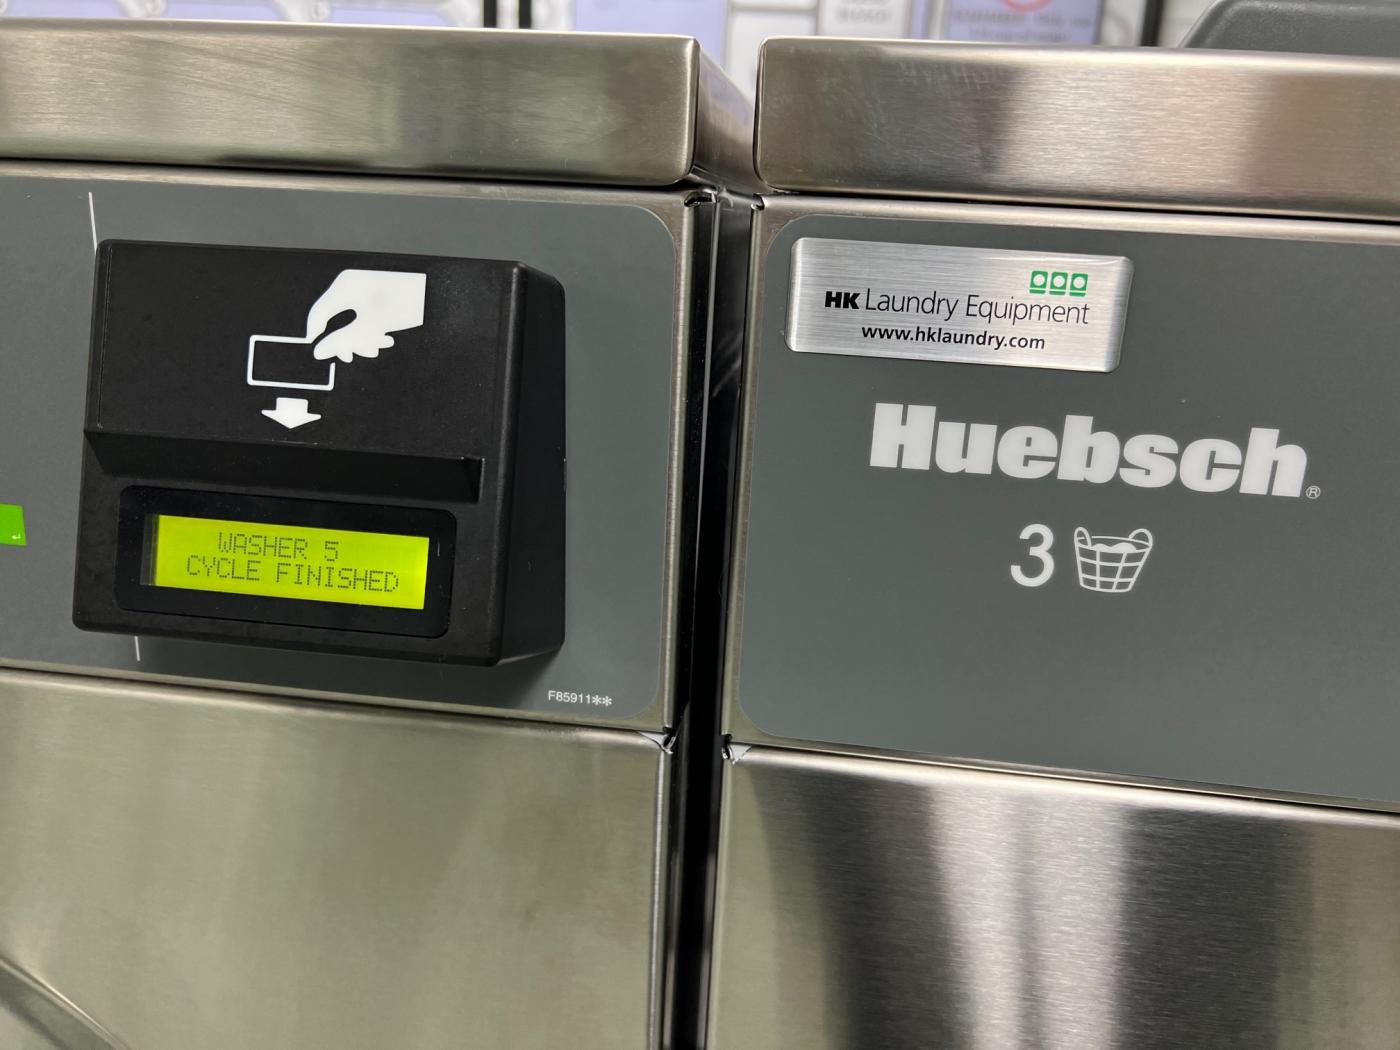 WASHER 5
CYCLE FINISHED
F85911**
HK Laundry Equipment
www.hklaundry.com
Huebsch®
3